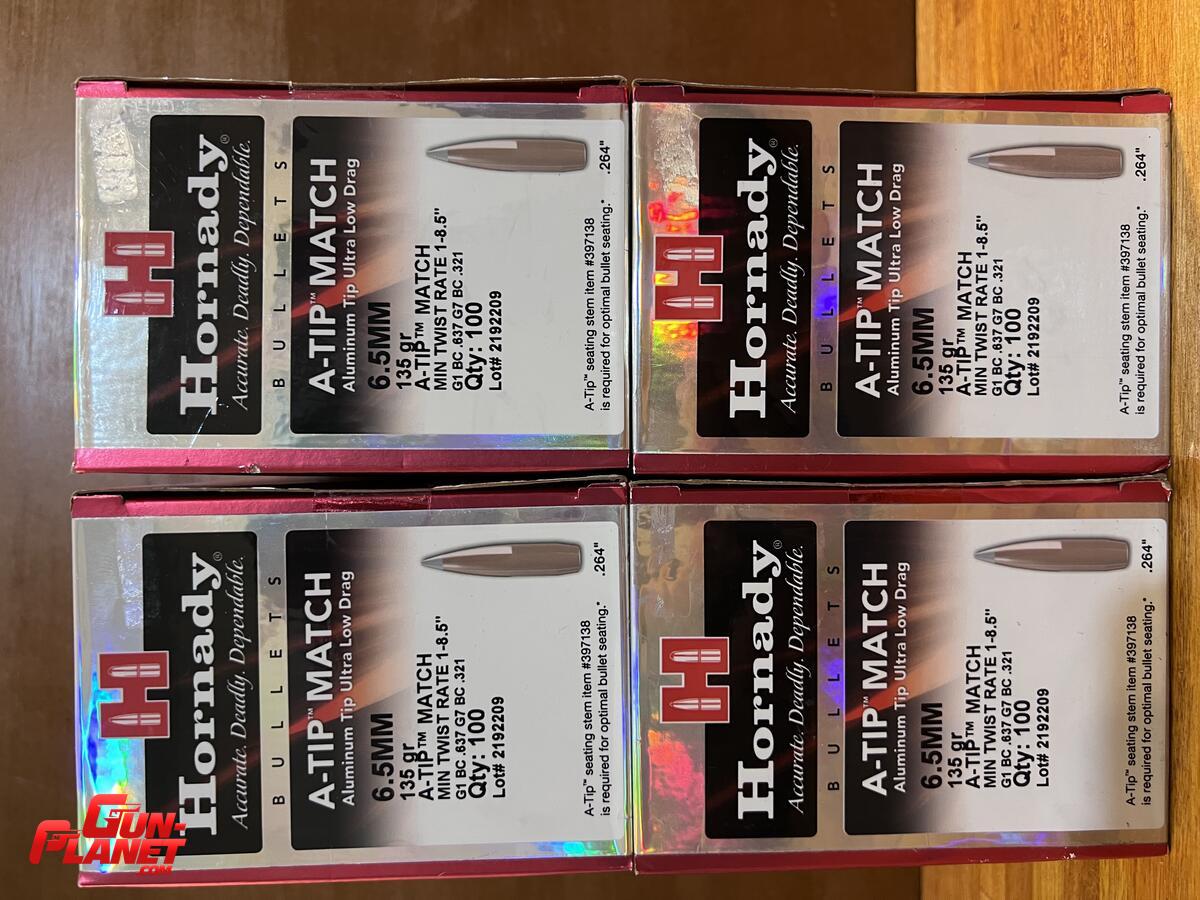 Hornady®
Accurate. Deadly. Dependable.
BULLETS
A-TIP™ MATCH
Aluminum Tip Ultra Low Drag
6.5MM
135 gr
A-TIP™ MATCH
MIN TWIST RATE 1-8.5"
G1 BC .637 G7 BC .321
Qty: 100
Lot# 2192209
.264"
A-Tip™ seating stem item #397138
is required for optimal bullet seating.*
Hornady®
Accurate. Deadly. Dependable.
BULLETS
A-TIP™ MATCH
Aluminum Tip Ultra Low Drag
6.5MM
135 gr
A-TIP™ MATCH
MIN TWIST RATE 1-8.5"
G1 BC .637 G7 BC .321
Qty: 100
Lot# 2192209
.264"
A-Tip™ seating stem item #397138
is required for optimal bullet seating.*
Hornady®
Accurate. Deadly. Dependable.
BULLETS
A-TIP™ MATCH
Aluminum Tip Ultra Low Drag
6.5MM
135 gr
A-TIP™ MATCH
MIN TWIST RATE 1-8.5"
G1 BC .637 G7 BC .321
Qty: 100
Lot# 2192209
.264"
A-Tip™ seating stem item #397138
is required for optimal bullet seating.*
Hornady®
Accurate. Deadly. Dependable.
BULLETS
A-TIP™ MATCH
Aluminum Tip Ultra Low Drag
6.5MM
135 gr
A-TIP™ MATCH
MIN TWIST RATE 1-8.5"
G1 BC .637 G7 BC .321
Qty: 100
Lot# 2192209
.264"
A-Tip™ seating stem item #397138
is required for optimal bullet seating.*
GUN-
PLANET
.COM